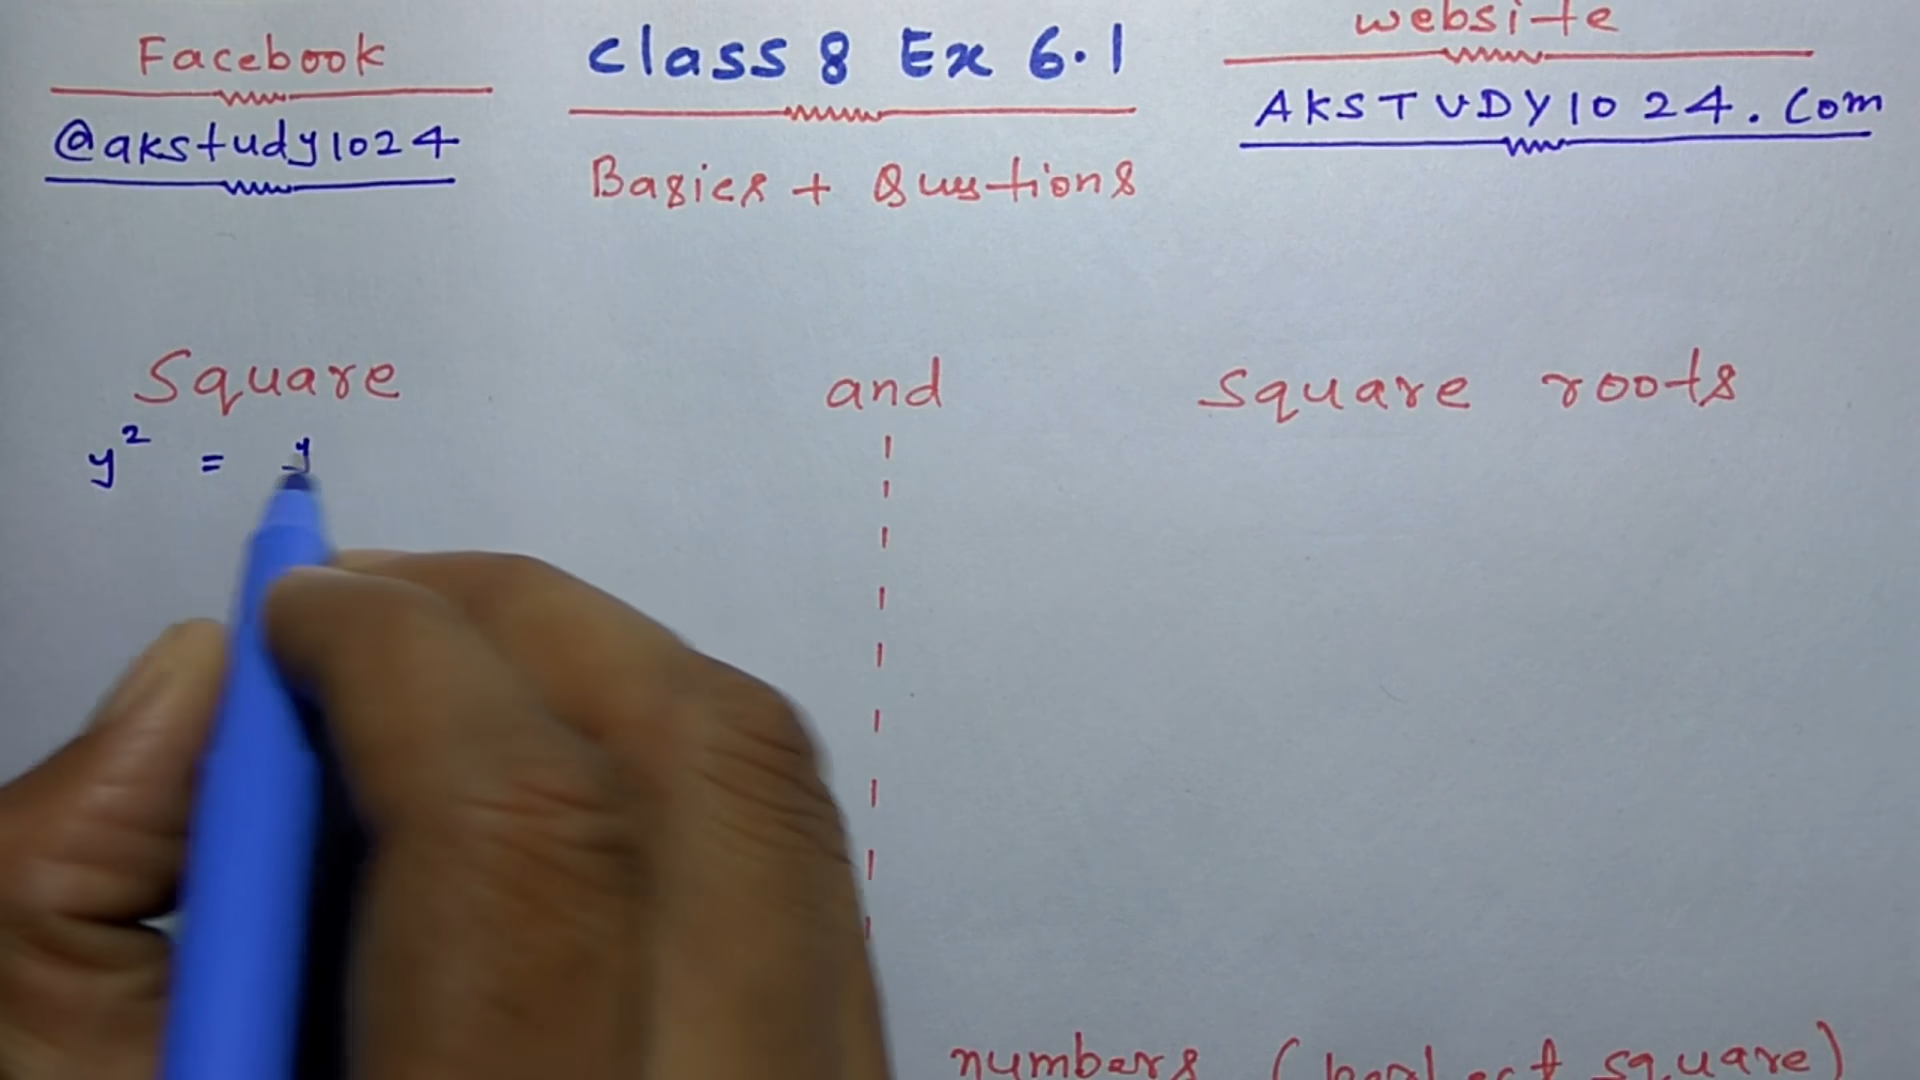 Facebook
@akstudy1024
Class 8 Ex 6.1
Basics + Questions
website
AKSTUDY1024.Com
Square and square roots
y² = y
numbers (perfect square)